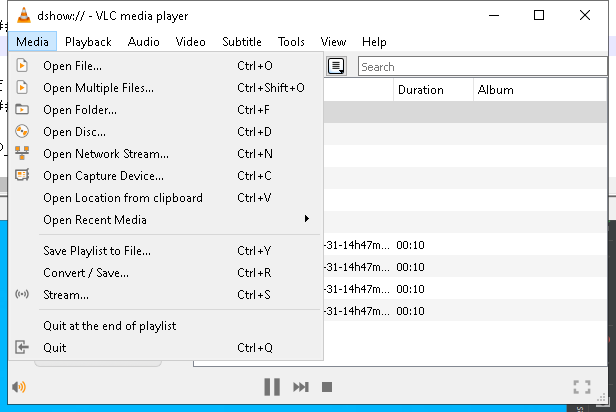 dshow:// - VLC media player
Media Playback Audio Video Subtitle Tools View Help
Open File... Ctrl+O
Open Multiple Files... Ctrl+Shift+O
Open Folder... Ctrl+F
Open Disc... Ctrl+D
Open Network Stream... Ctrl+N
Open Capture Device... Ctrl+C
Open Location from clipboard Ctrl+V
Open Recent Media
Save Playlist to File... Ctrl+Y
Convert / Save... Ctrl+R
Stream... Ctrl+S
Quit at the end of playlist
Quit Ctrl+Q
Search
Duration Album
-31-14h47m... 00:10
-31-14h47m... 00:10
-31-14h47m... 00:10
-31-14h47m... 00:10